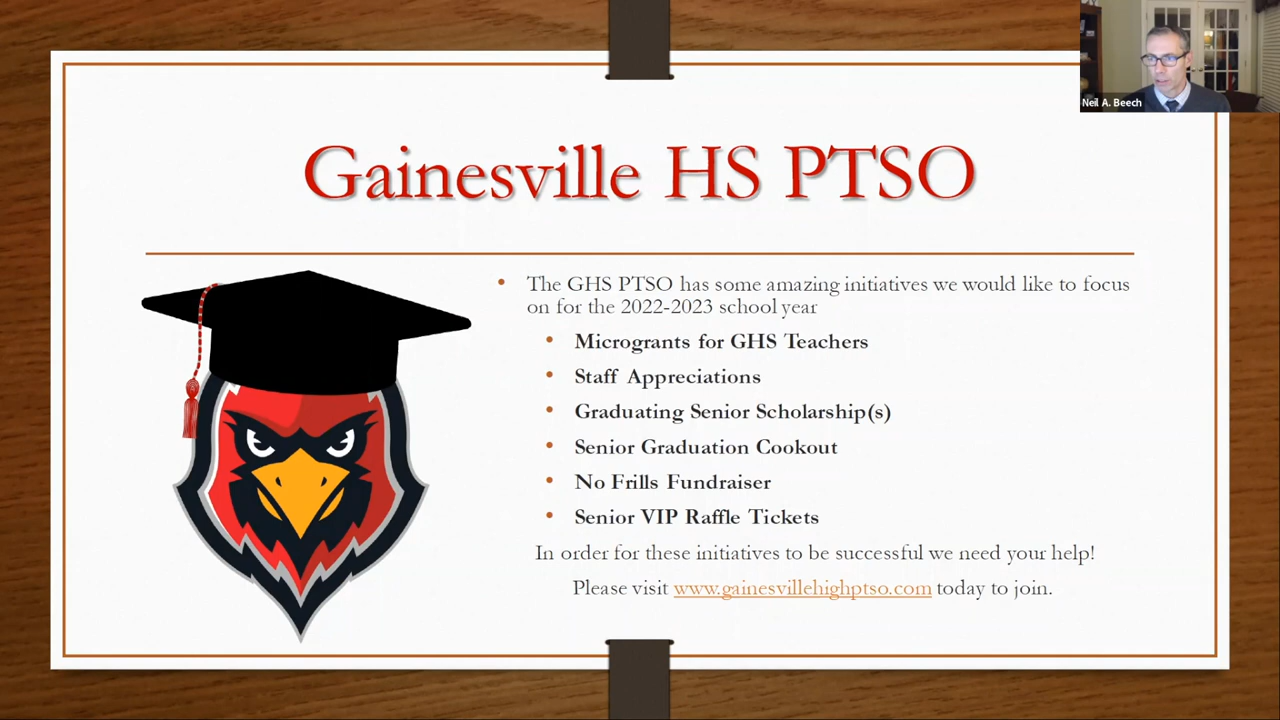 Neil A. Beech
Gainesville HS PTSO
• The GHS PTSO has some amazing initiatives we would like to focus
on for the 2022-2023 school year
• Microgrants for GHS Teachers
• Staff Appreciations
• Graduating Senior Scholarship(s)
• Senior Graduation Cookout
• No Frills Fundraiser
• Senior VIP Raffle Tickets
In order for these initiatives to be successful we need your help!
Please visit www.gainesvillehighptso.com today to join.